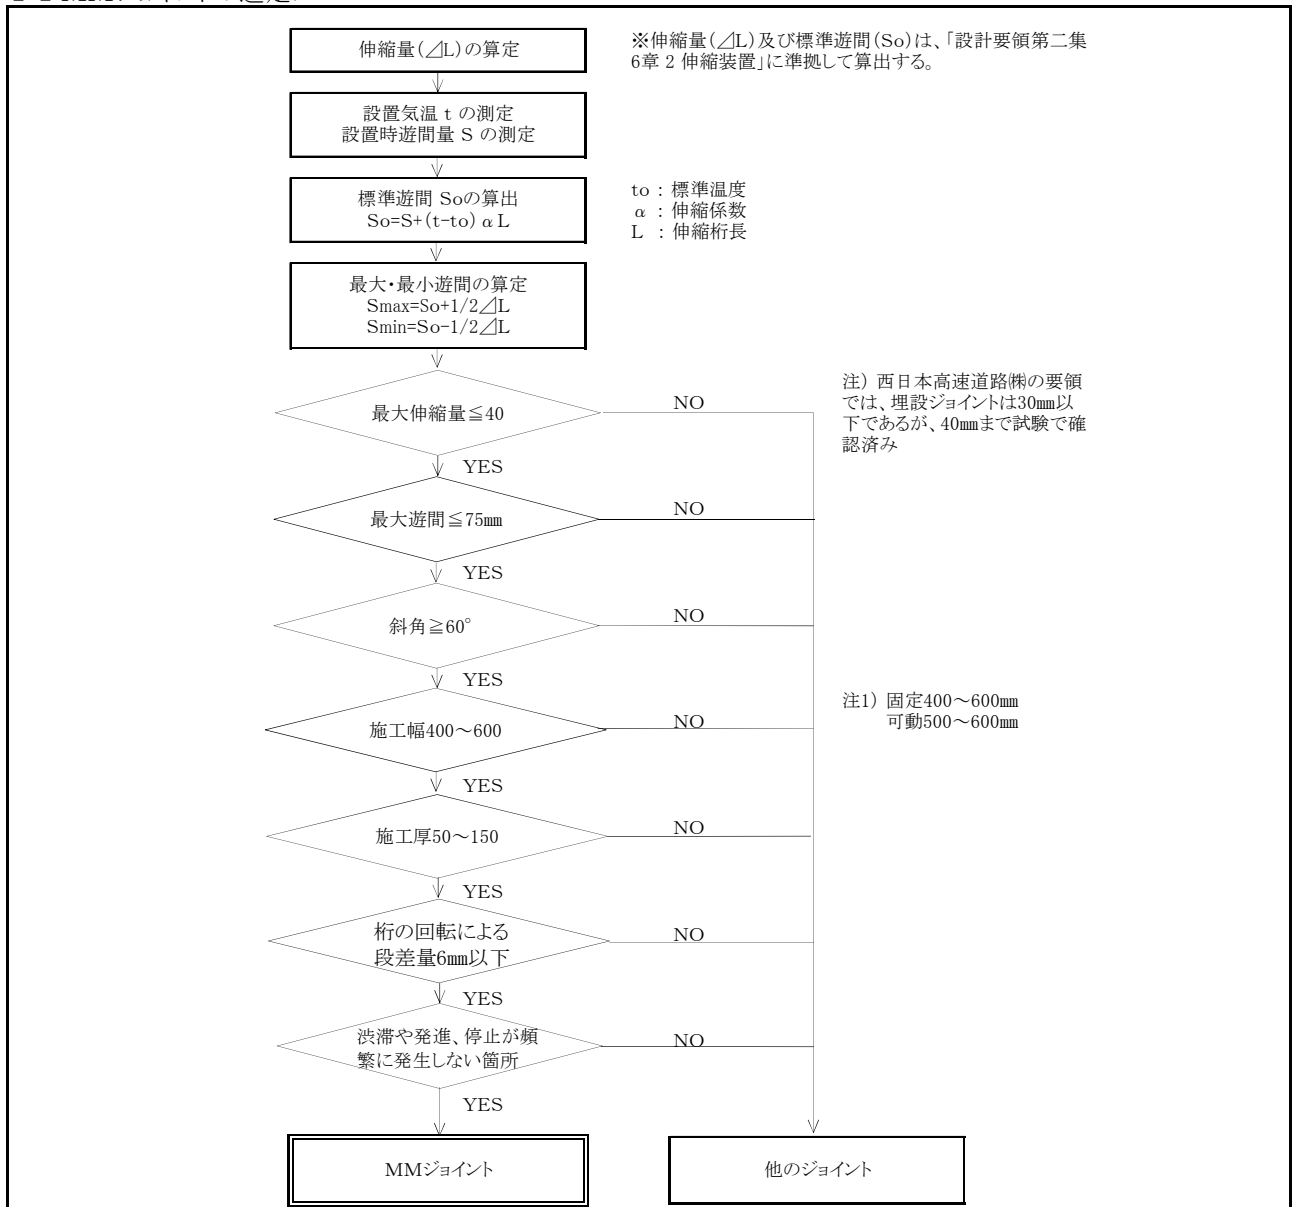 伸縮量(⊿L)の算定
※伸縮量(⊿L)及び標準遊間(So)は、「設計要領第二集
6章 2 伸縮装置」に準拠して算出する。
設置気温 t の測定
設置時遊間量 S の測定
標準遊間 Soの算出
So=S+(t-to) α L
to : 標準温度
α : 伸縮係数
L : 伸縮桁長
最大・最小遊間の算定
Smax=So+1/2⊿L
Smin=So-1/2⊿L
最大伸縮量≦40
NO
注) 西日本高速道路㈱の要領
では、埋設ジョイントは30mm以
下であるが、40mmまで試験で確
認済み
YES
最大遊間≦75㎜
NO
YES
斜角≧60°
NO
YES
施工幅400～600
NO
注1) 固定400～600㎜
可動500～600㎜
YES
施工厚50～150
NO
YES
桁の回転による
段差量6㎜以下
NO
YES
渋滞や発進、停止が頻
繁に発生しない箇所
NO
YES
MMジョイント
他のジョイント